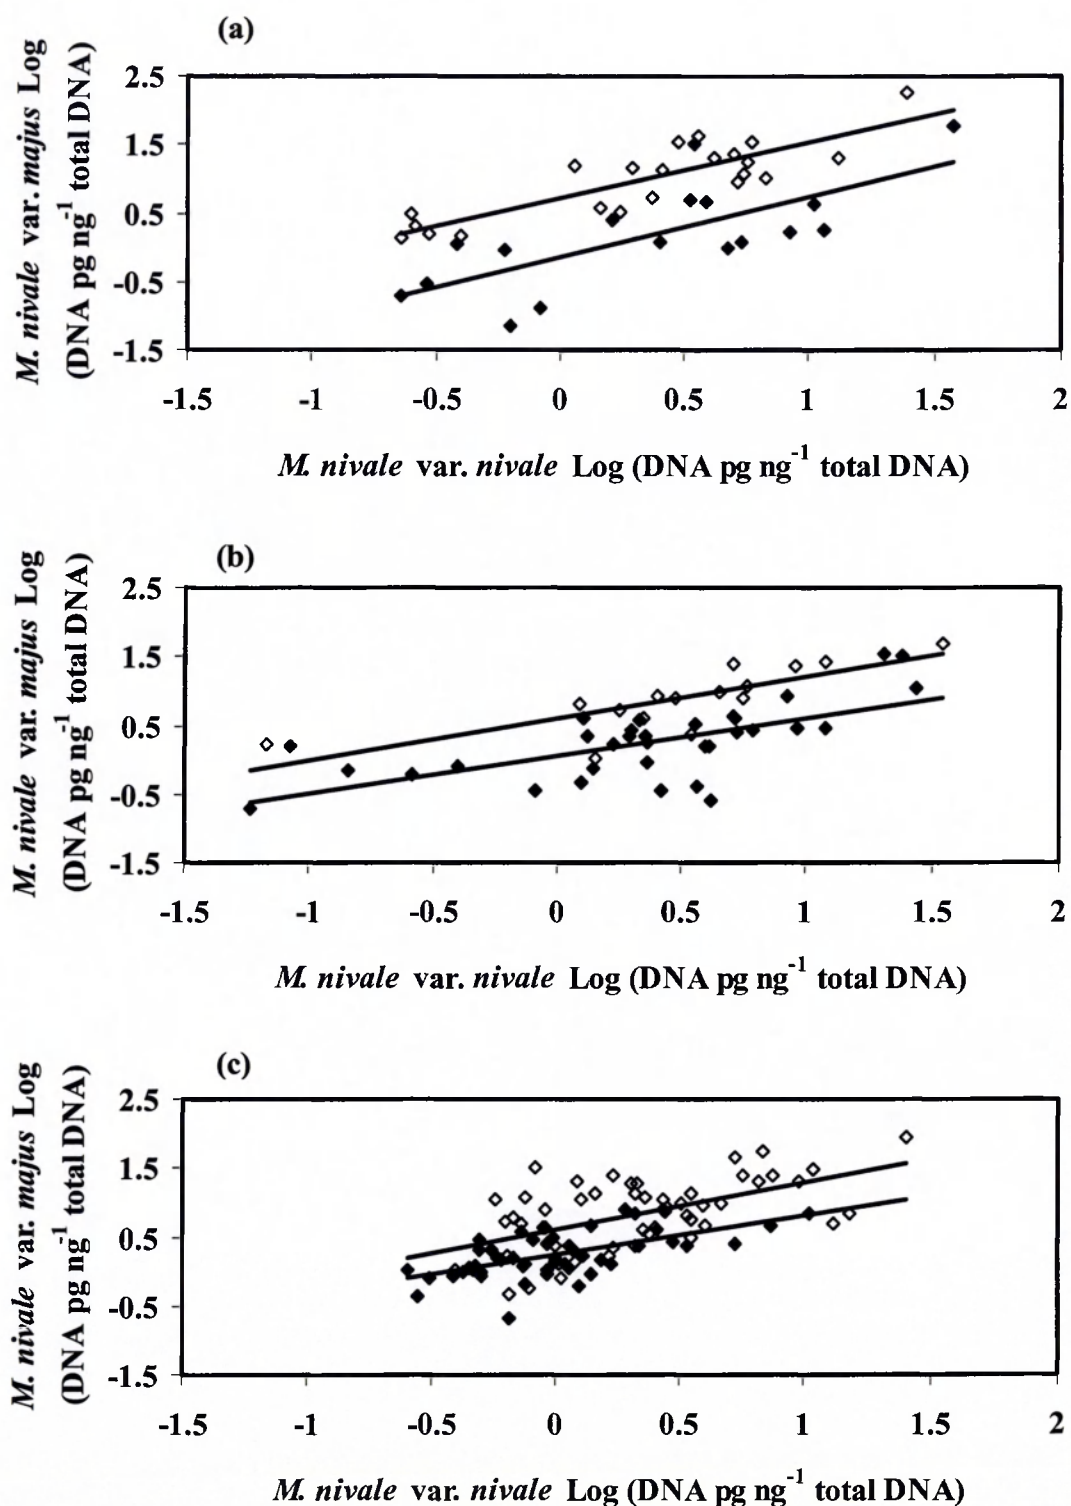 (a)
M. nivale var. majus Log
(DNA pg ng⁻¹ total DNA)
2.5
1.5
0.5
-0.5
-1.5
-1.5 -1 -0.5 0 0.5 1 1.5 2
M. nivale var. nivale Log (DNA pg ng⁻¹ total DNA)
(b)
M. nivale var. majus Log
(DNA pg ng⁻¹ total DNA)
2.5
1.5
0.5
-0.5
-1.5
-1.5 -1 -0.5 0 0.5 1 1.5 2
M. nivale var. nivale Log (DNA pg ng⁻¹ total DNA)
(c)
M. nivale var. majus Log
(DNA pg ng⁻¹ total DNA)
2.5
1.5
0.5
-0.5
-1.5
-1.5 -1 -0.5 0 0.5 1 1.5 2
M. nivale var. nivale Log (DNA pg ng⁻¹ total DNA)